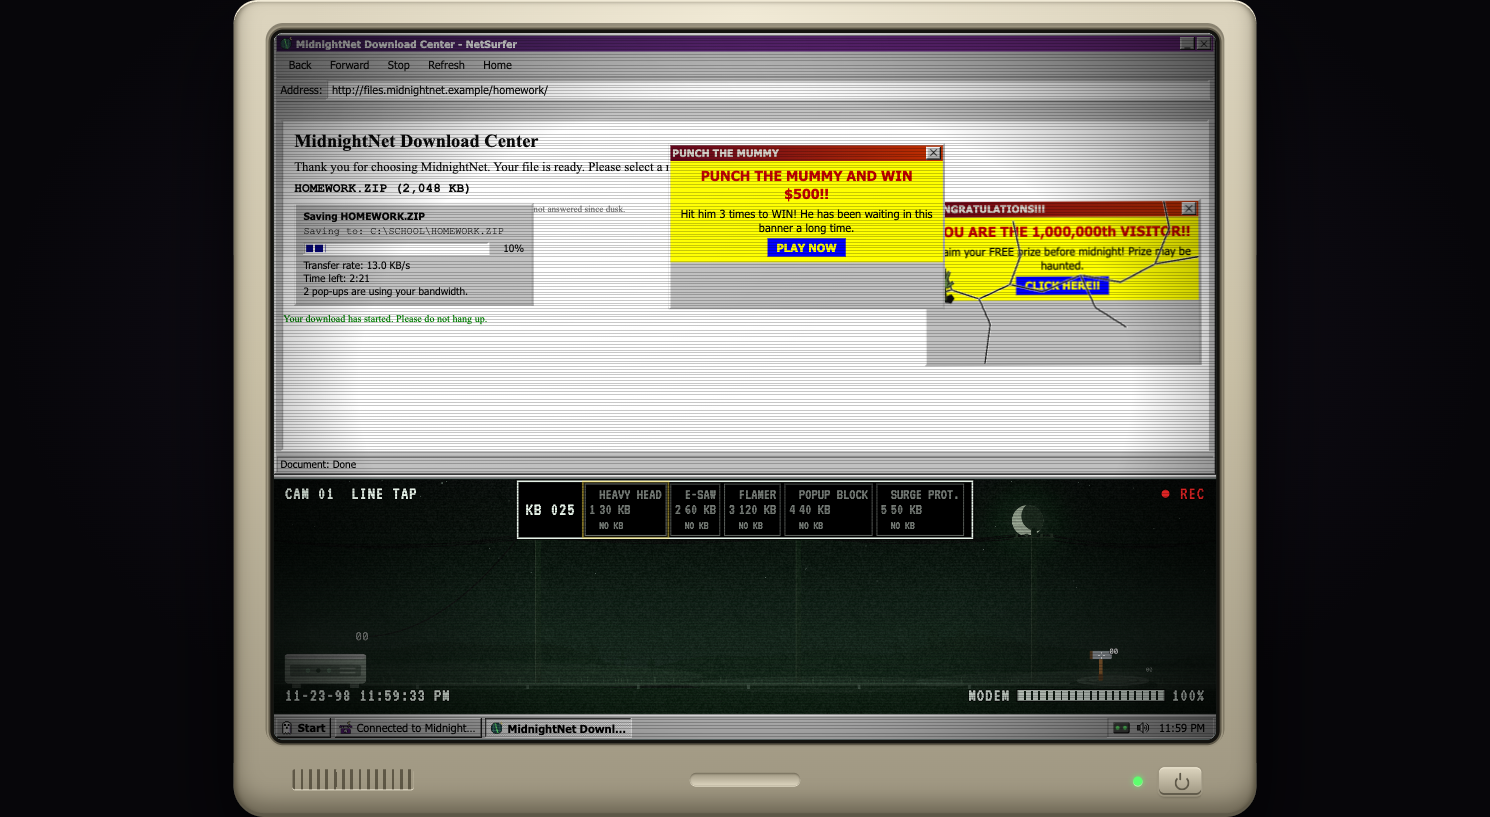 MidnightNet Download Center - NetSurfer
Back Forward Stop Refresh Home
Address: http://files.midnightnet.example/homework/
MidnightNet Download Center
Thank you for choosing MidnightNet. Your file is ready. Please select a
HOMEWORK.ZIP (2,048 KB)
not answered since dusk.
Saving HOMEWORK.ZIP
Saving to: C:\SCHOOL\HOMEWORK.ZIP
10%
Transfer rate: 13.0 KB/s
Time left: 2:21
2 pop-ups are using your bandwidth.
Your download has started. Please do not hang up.
PUNCH THE MUMMY
PUNCH THE MUMMY AND WIN
$500!!
Hit him 3 times to WIN! He has been waiting in this
banner a long time.
PLAY NOW
NGRATULATIONS!!!
OU ARE THE 1,000,000th VISITOR!!
aim your FREE prize before midnight! Prize may be
haunted.
CLICK HERE!!
Document: Done
CAM 01 LINE TAP
KB 025
HEAVY HEAD
1 30 KB
NO KB
E-SAW
2 60 KB
NO KB
FLAMER
3 120 KB
NO KB
POPUP BLOCK
4 40 KB
NO KB
SURGE PROT.
5 50 KB
NO KB
REC
00
00
11-23-98 11:59:33 PM
MODEM 100%
Start Connected to Midnight... MidnightNet Downl... 11:59 PM